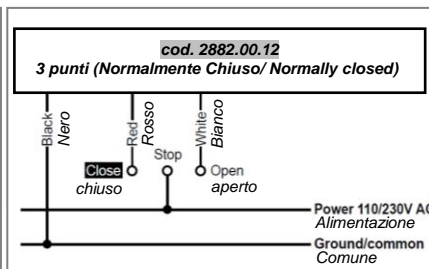 cod. 2882.00.12
3 punti (Normalmente Chiuso/ Normally closed)
Black
Nero
Red
Rosso
White
Bianco
Stop
Close
Open
chiuso
aperto
Power 110/230V AC
Alimentazione
Ground/common
Comune